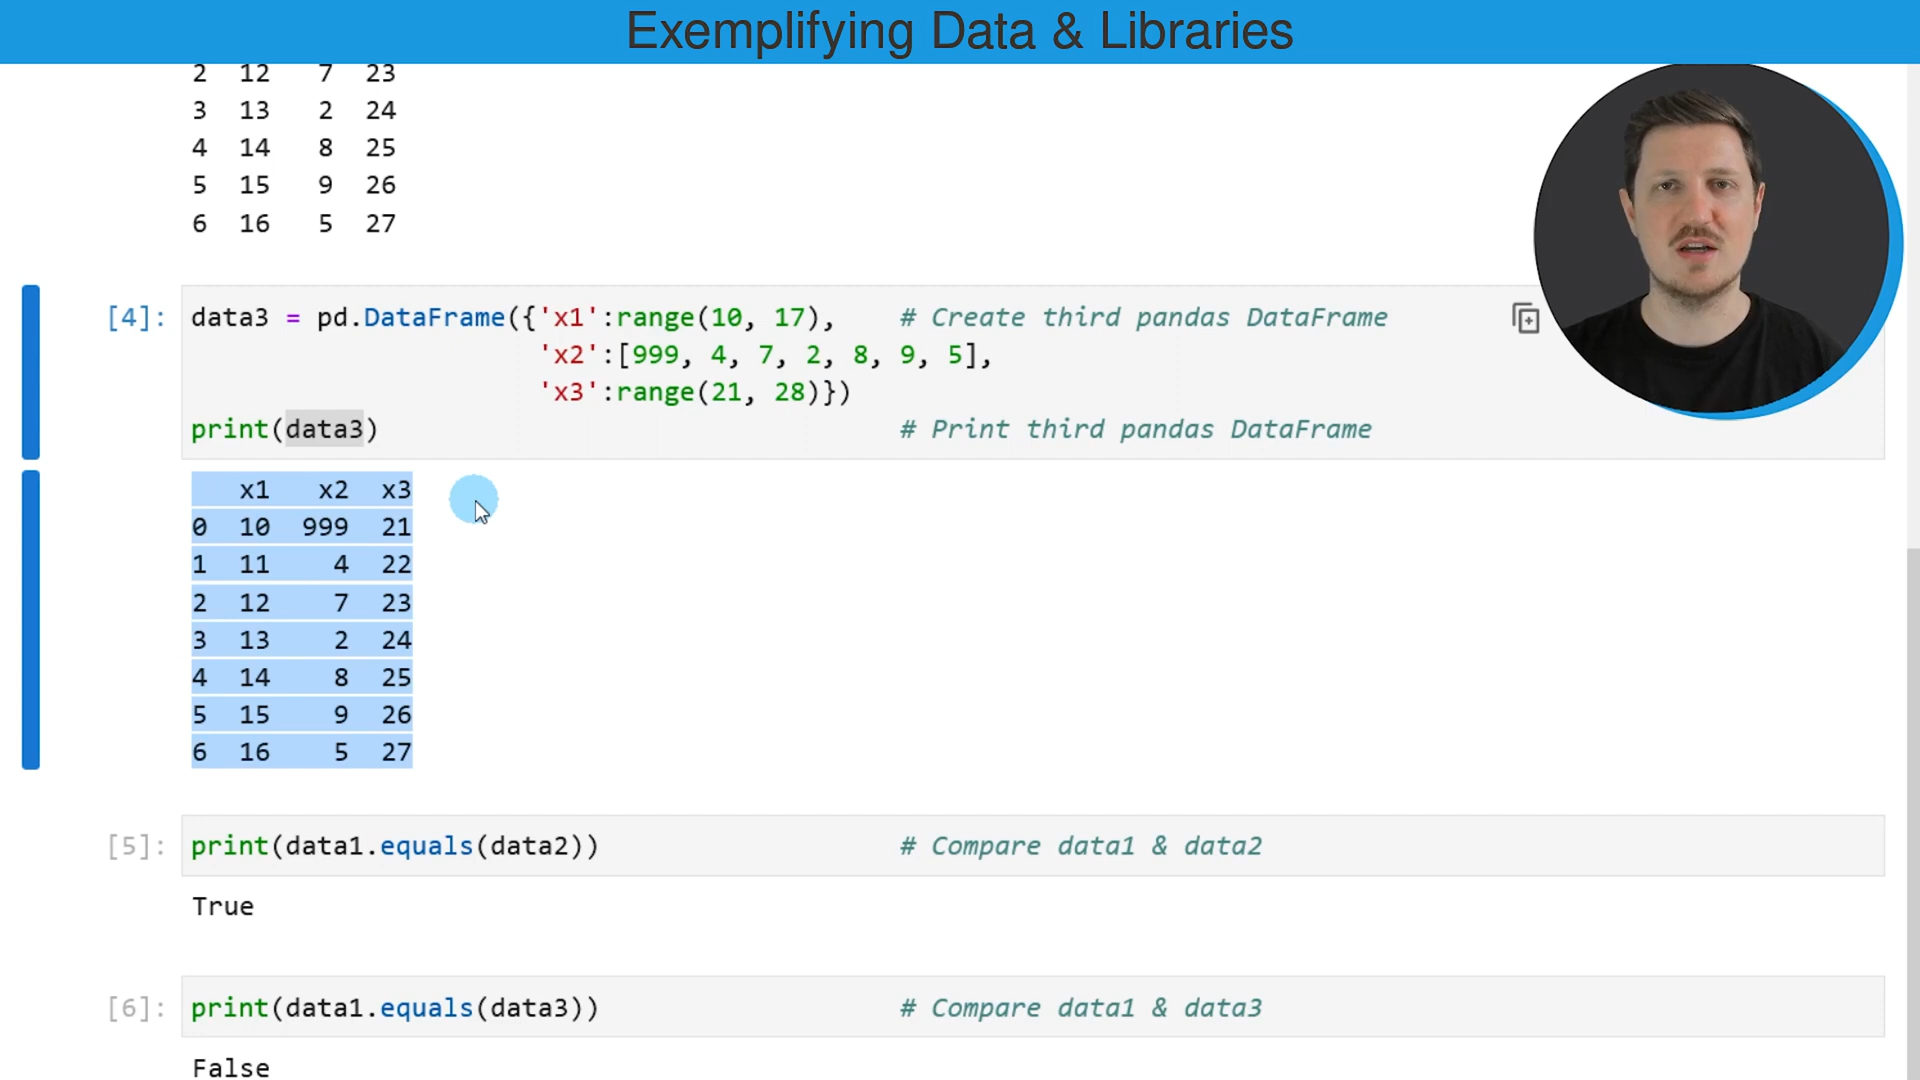 Exemplifying Data & Libraries
2 12 7 23
3 13 2 24
4 14 8 25
5 15 9 26
6 16 5 27
[4]: data3 = pd.DataFrame({'x1':range(10, 17), # Create third pandas DataFrame
'x2':[999, 4, 7, 2, 8, 9, 5],
'x3':range(21, 28)})
print(data3) # Print third pandas DataFrame
x1 x2 x3
0 10 999 21
1 11 4 22
2 12 7 23
3 13 2 24
4 14 8 25
5 15 9 26
6 16 5 27
[5]: print(data1.equals(data2)) # Compare data1 & data2
True
[6]: print(data1.equals(data3)) # Compare data1 & data3
False